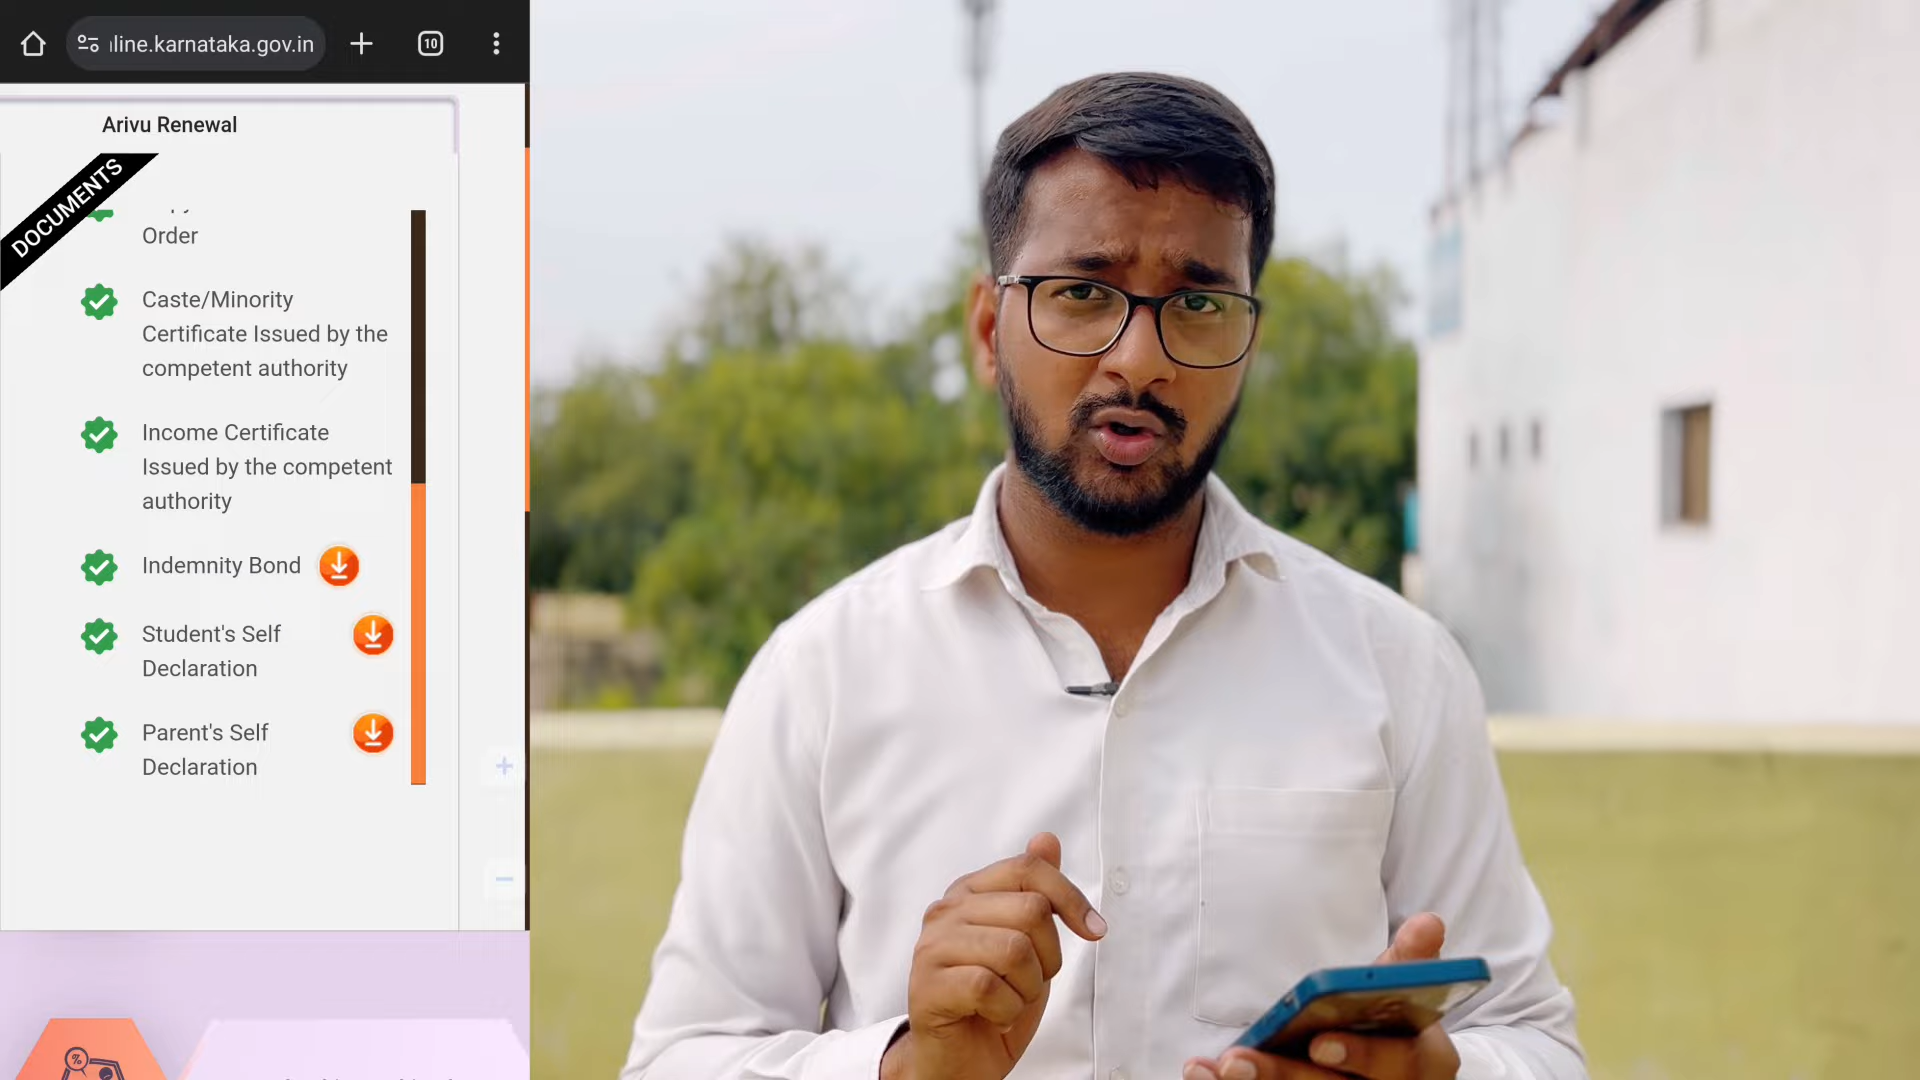 line.karnataka.gov.in
10
Arivu Renewal
DOCUMENTS
Order
Caste/Minority
Certificate Issued by the
competent authority
Income Certificate
Issued by the competent
authority
Indemnity Bond
Student's Self
Declaration
Parent's Self
Declaration
+
−
%